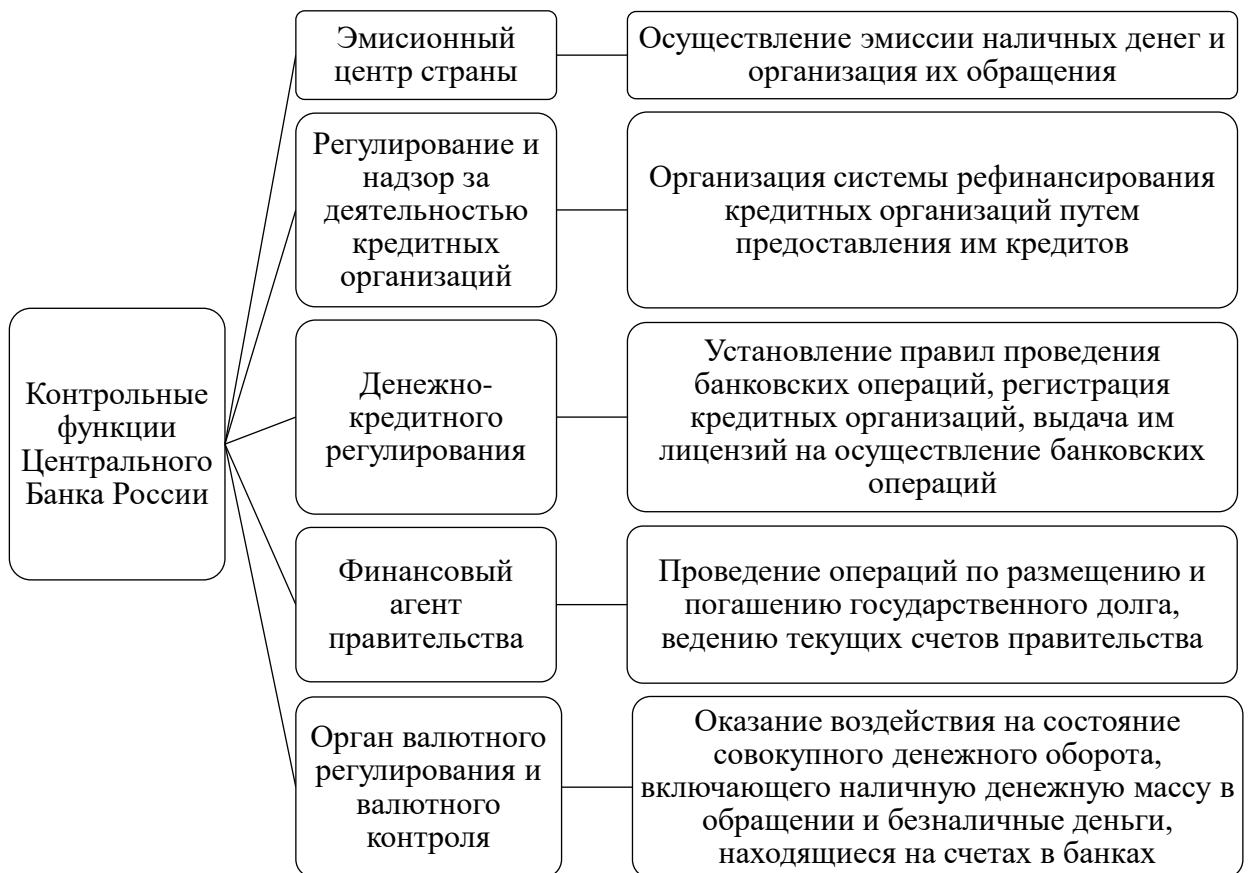 Эмисионный
центр страны
Осуществление эмиссии наличных денег и
организация их обращения
Регулирование и
надзор за
деятельностью
кредитных
организаций
Организация системы рефинансирования
кредитных организаций путем
предоставления им кредитов
Контрольные
функции
Центрального
Банка России
Денежно-
кредитного
регулирования
Установление правил проведения
банковских операций, регистрация
кредитных организаций, выдача им
лицензий на осуществление банковских
операций
Финансовый
агент
правительства
Проведение операций по размещению и
погашению государственного долга,
ведению текущих счетов правительства
Орган валютного
регулирования и
валютного
контроля
Оказание воздействия на состояние
совокупного денежного оборота,
включающего наличную денежную массу в
обращении и безналичные деньги,
находящиеся на счетах в банках